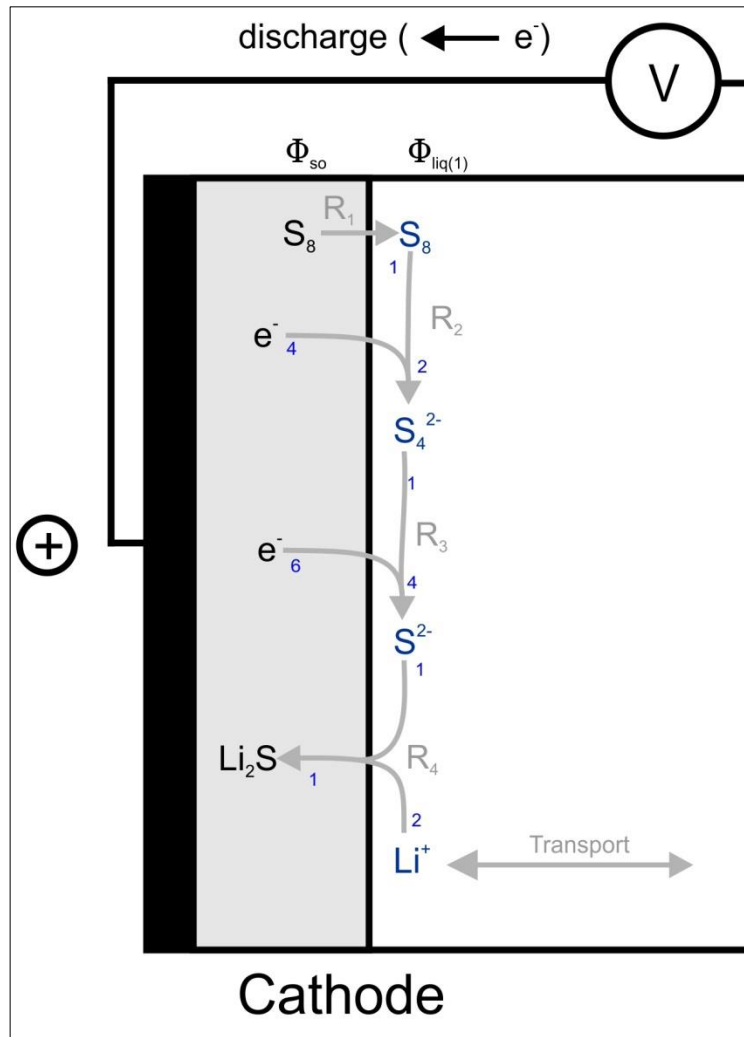 discharge ( ← e⁻)
V
Φso Φliq(1)
S₈ R₁ S₈
1
R₂
e⁻ 4 2
S₄²⁻
1
R₃
e⁻ 6 4
+
S²⁻
1
Li₂S 1 R₄
2
Li⁺ Transport
Cathode